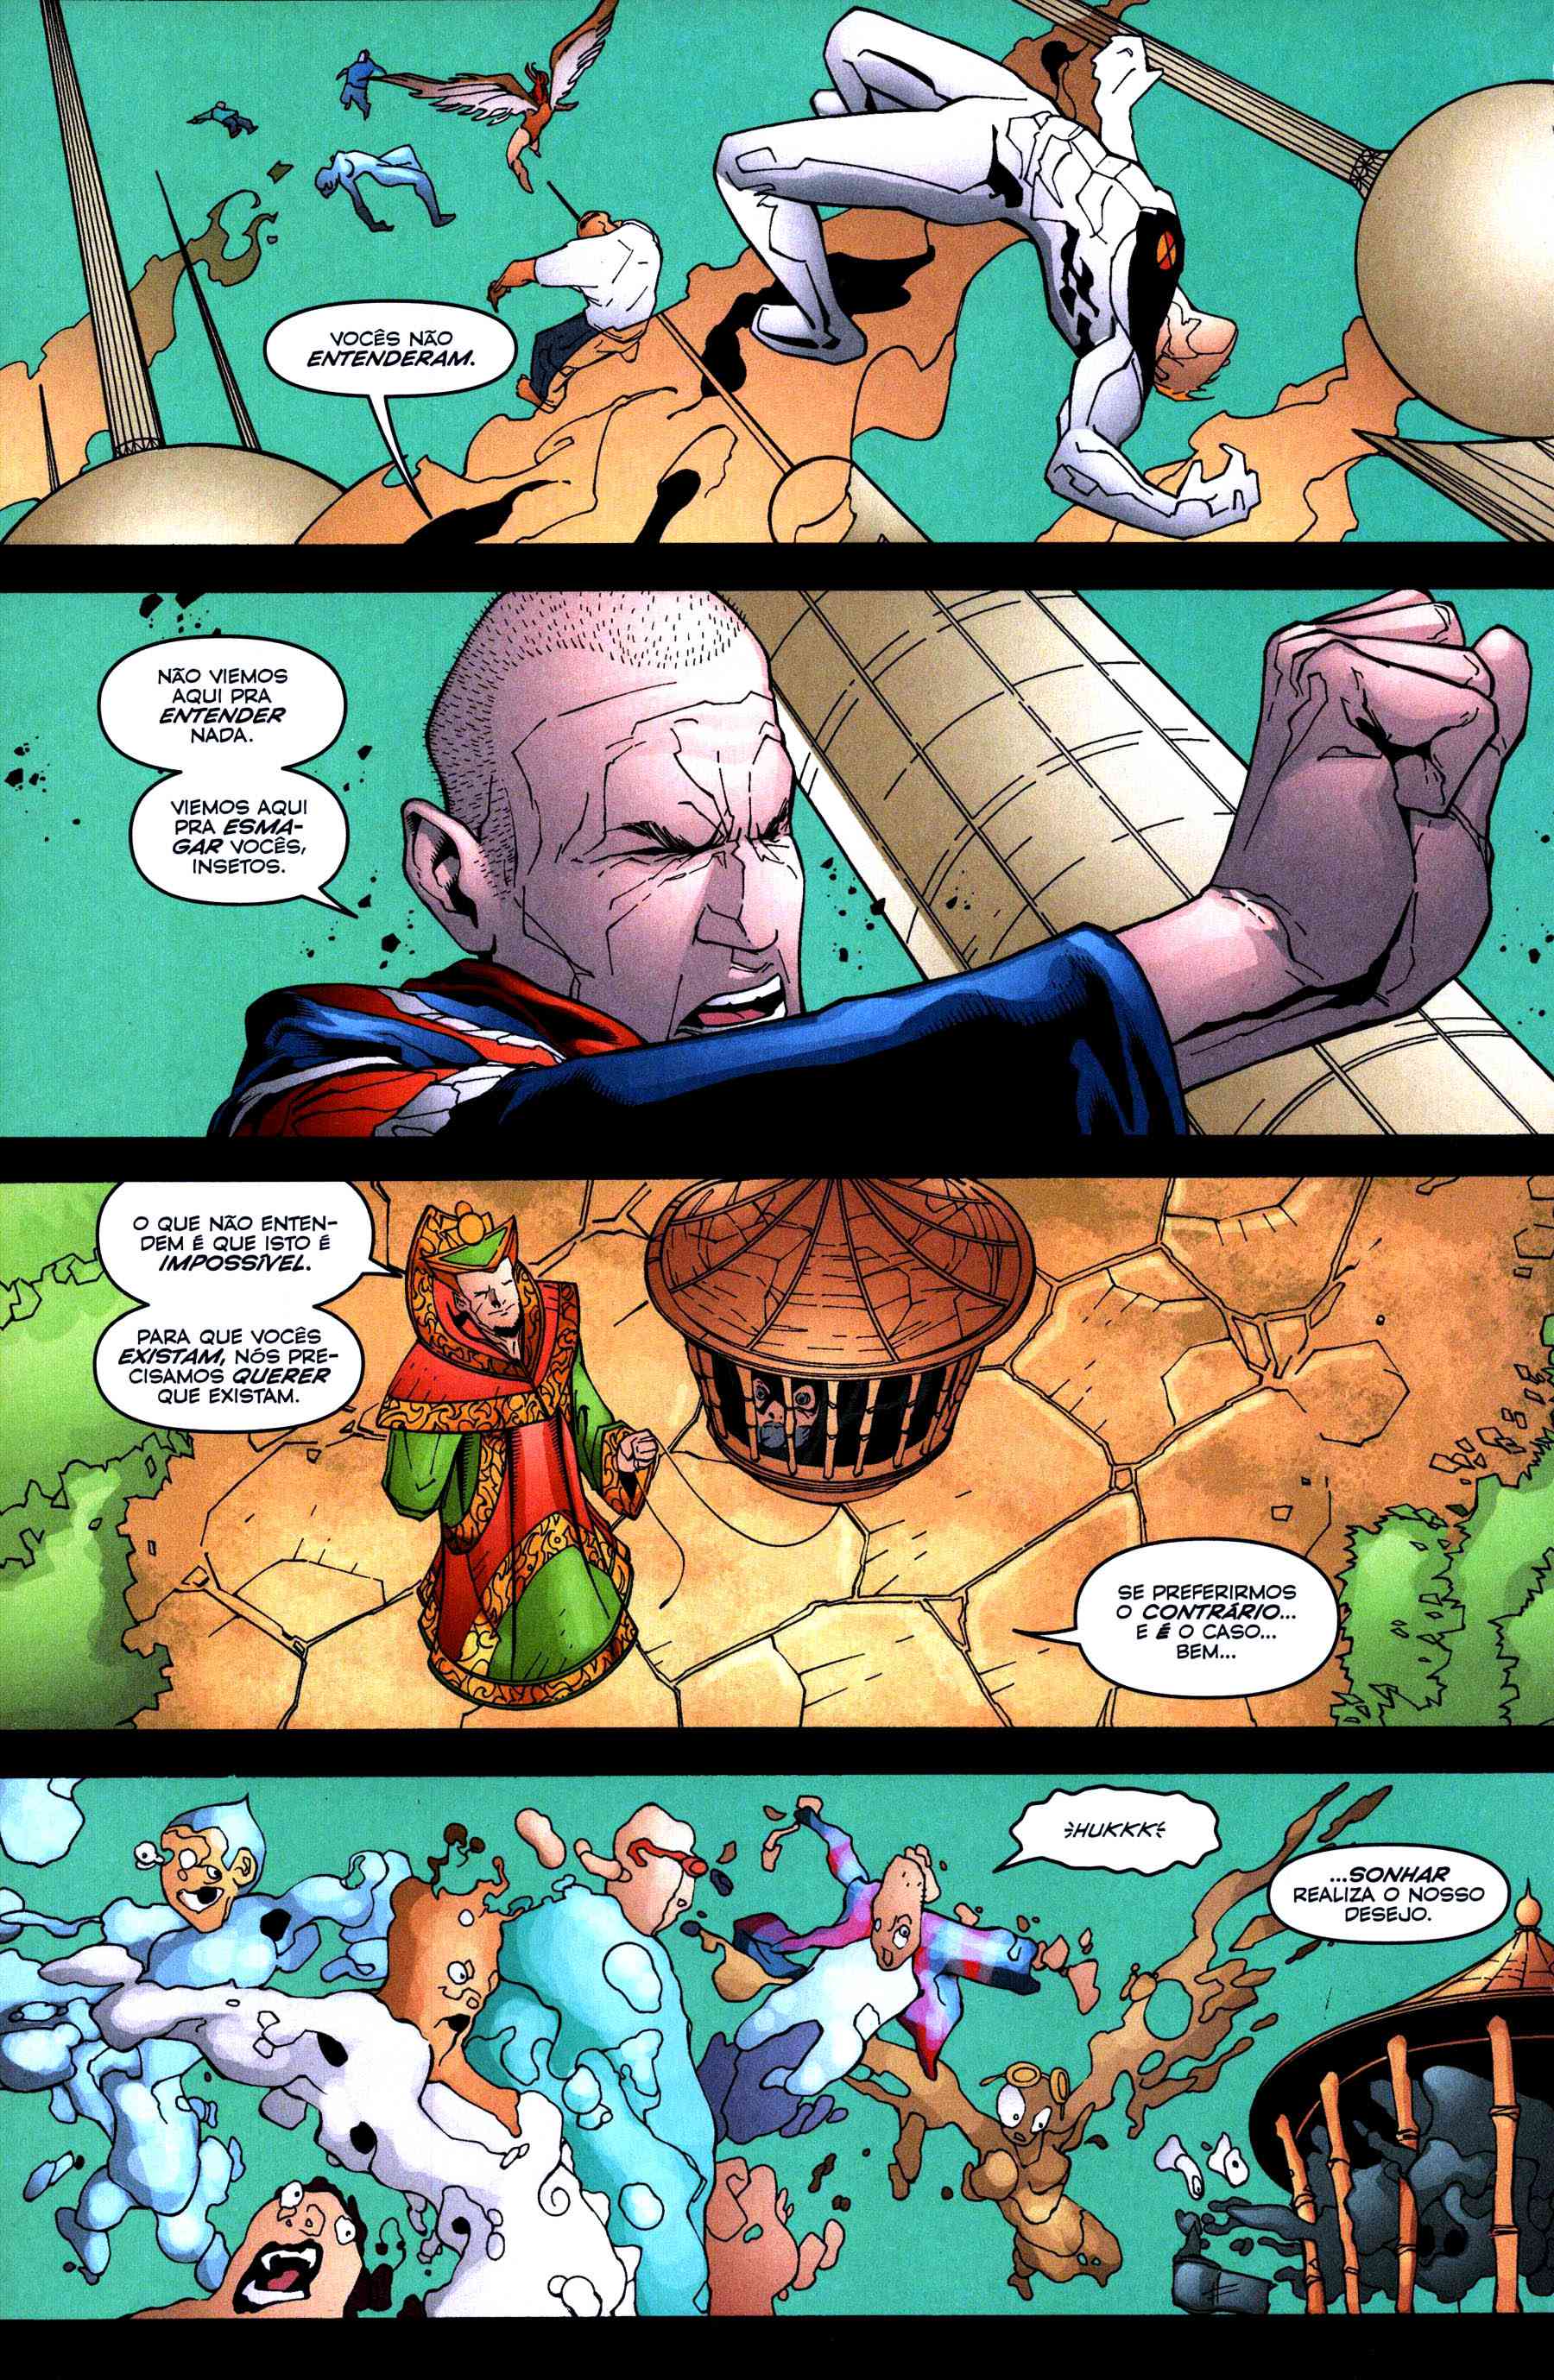 VOCÊS NÃO
ENTENDERAM.
NÃO VIEMOS
AQUI PRA
ENTENDER
NADA.
VIEMOS AQUI
PRA ESMA-
GAR VOCÊS,
INSETOS.
O QUE NÃO ENTEN-
DEM É QUE ISTO É
IMPOSSÍVEL.
PARA QUE VOCÊS
EXISTAM, NÓS PRE-
CISAMOS QUERER
QUE EXISTAM.
SE PREFERIRMOS
O CONTRÁRIO...
E É O CASO...
BEM...
HUKKK
...SONHAR
REALIZA O NOSSO
DESEJO.